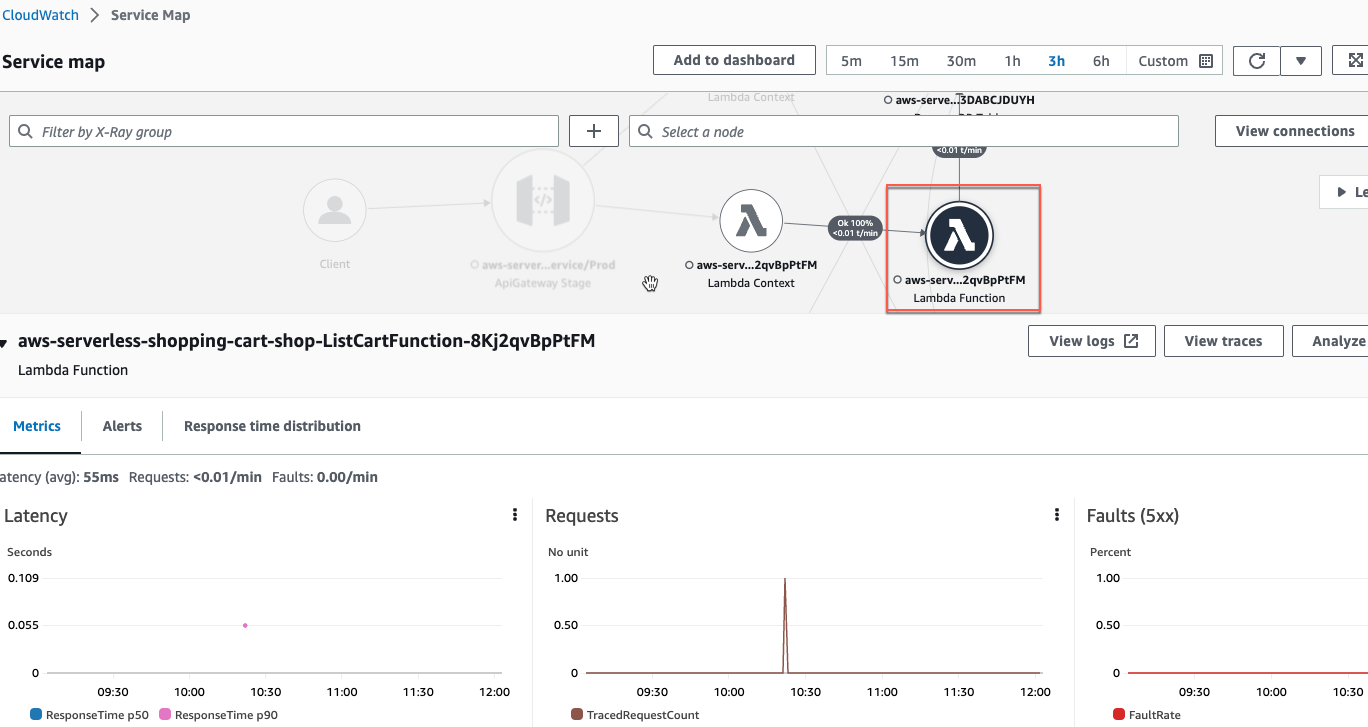 CloudWatch > Service Map
Service map
Add to dashboard
5m 15m 30m 1h 3h 6h Custom
Lambda Context
aws-serve...3DABCJDUYH
Filter by X-Ray group
+
Select a node
View connections
<0.01 t/min
Le
Client
aws-server...ervice/Prod
ApiGateway Stage
aws-serv...2qvBpPtFM
Lambda Context
Ok 100%
<0.01 t/min
aws-serv...2qvBpPtFM
Lambda Function
aws-serverless-shopping-cart-shop-ListCartFunction-8Kj2qvBpPtFM
Lambda Function
View logs
View traces
Analyze
Metrics
Alerts
Response time distribution
atency (avg): 55ms Requests: <0.01/min Faults: 0.00/min
Latency
Seconds
0.109
0.055
0
09:30 10:00 10:30 11:00 11:30 12:00
ResponseTime p50 ResponseTime p90
Requests
No unit
1.00
0.50
0
09:30 10:00 10:30 11:00 11:30 12:00
TracedRequestCount
Faults (5xx)
Percent
1.00
0.50
0
09:30 10:00 10:30
FaultRate